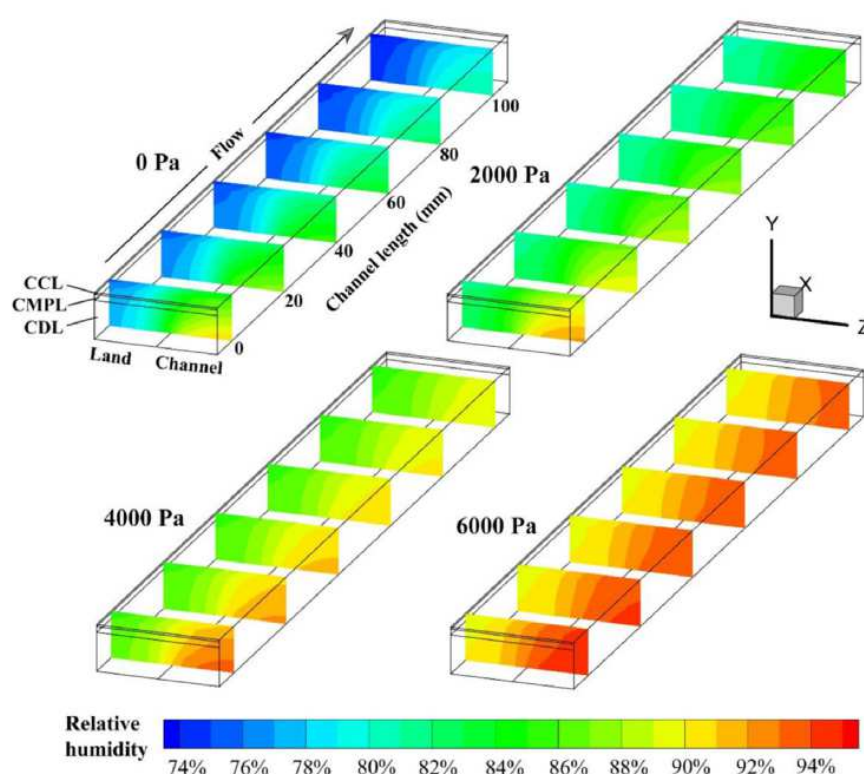 0 Pa
Flow
100
80
60
40
20
0
Channel length (mm)
CCL
CMPL
CDL
Land
Channel
2000 Pa
Y
X
Z
4000 Pa
6000 Pa
Relative
humidity
74% 76% 78% 80% 82% 84% 86% 88% 90% 92% 94%